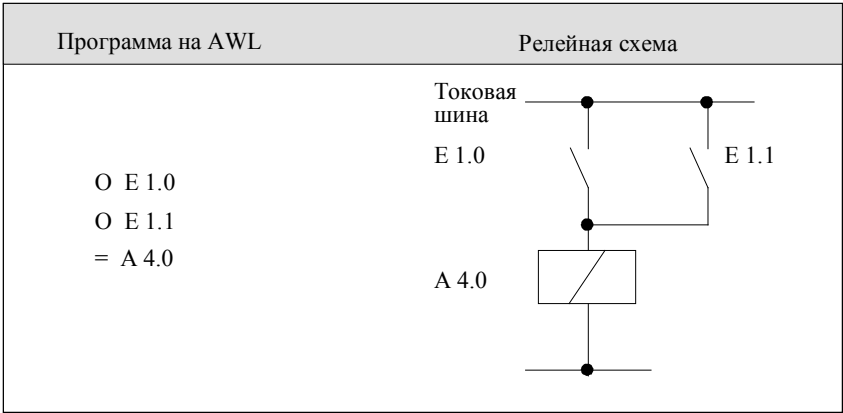 Программа на AWL
Релейная схема
O E 1.0
O E 1.1
= A 4.0
Токовая
шина
E 1.0
E 1.1
A 4.0